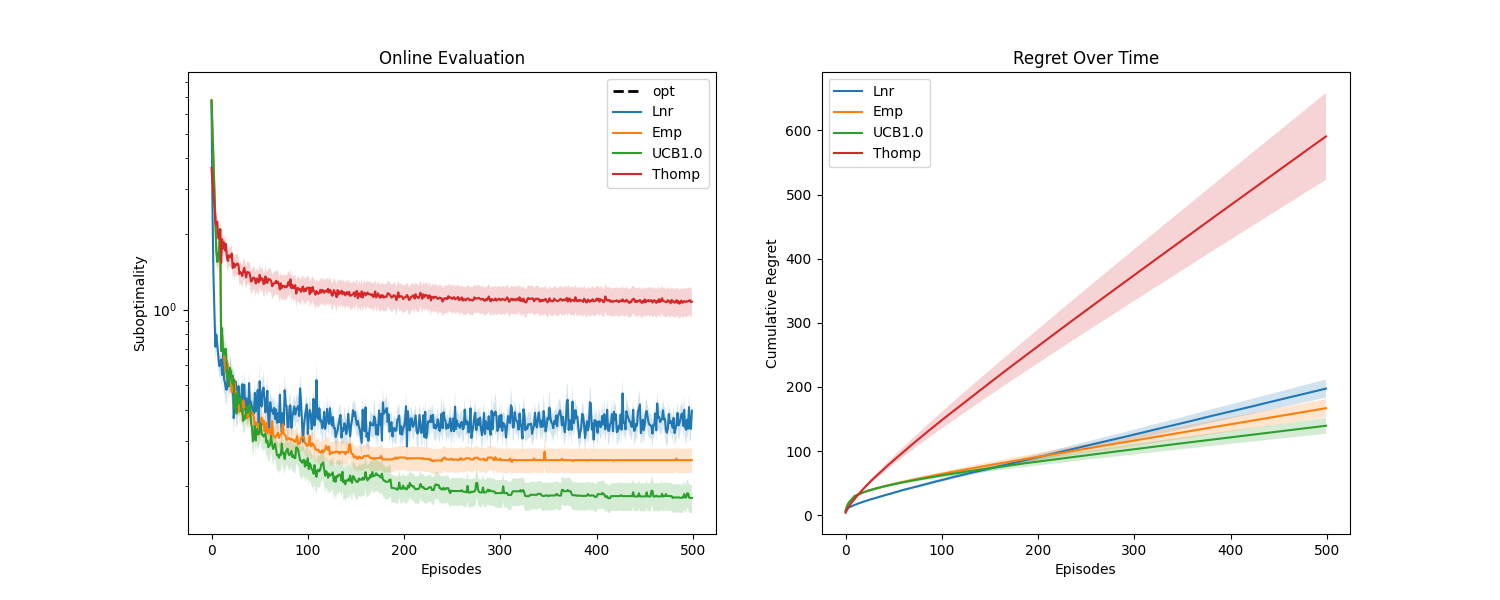 Online Evaluation
opt
Lnr
Emp
UCB1.0
Thomp
Suboptimality
10⁰
0 100 200 300 400 500
Episodes
Regret Over Time
Lnr
Emp
UCB1.0
Thomp
Cumulative Regret
600
500
400
300
200
100
0
0 100 200 300 400 500
Episodes